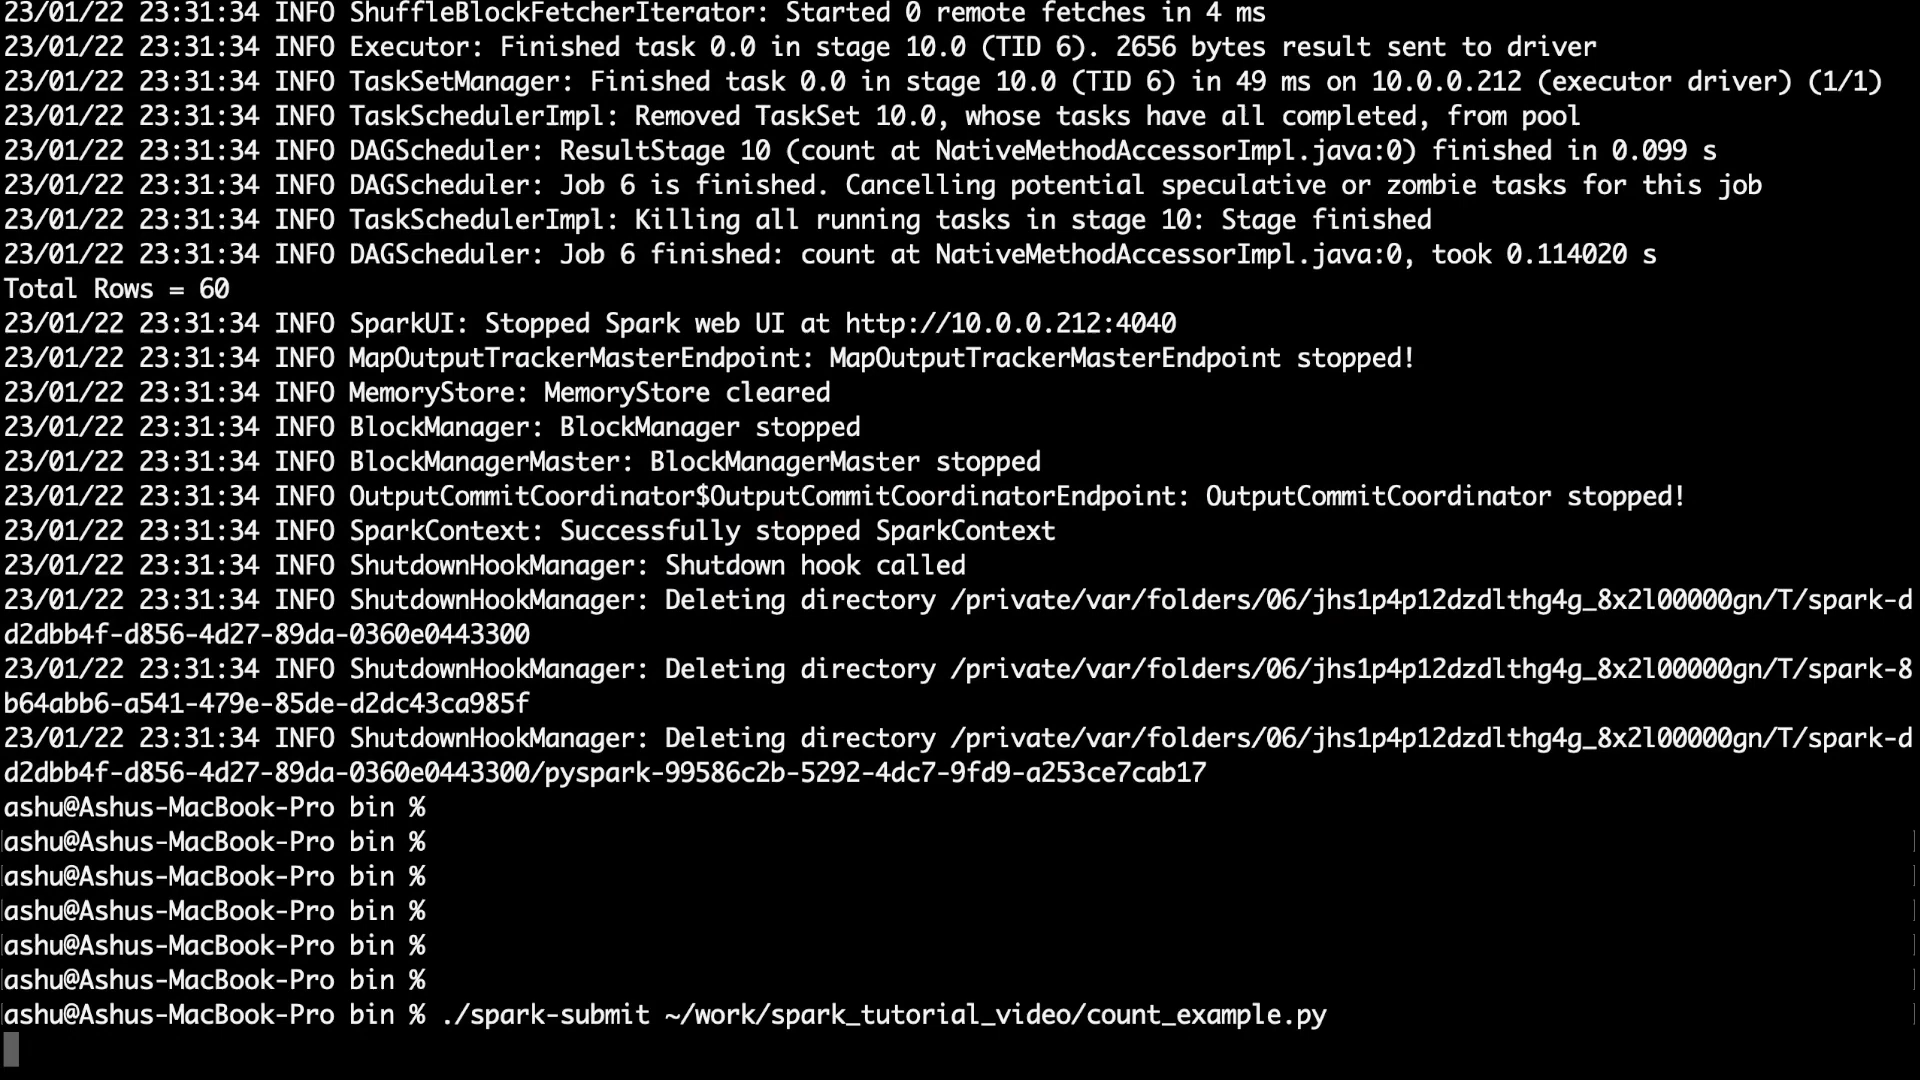 23/01/22 23:31:34 INFO ShuffleBlockFetcherIterator: Started 0 remote fetches in 4 ms
23/01/22 23:31:34 INFO Executor: Finished task 0.0 in stage 10.0 (TID 6). 2656 bytes result sent to driver
23/01/22 23:31:34 INFO TaskSetManager: Finished task 0.0 in stage 10.0 (TID 6) in 49 ms on 10.0.0.212 (executor driver) (1/1)
23/01/22 23:31:34 INFO TaskSchedulerImpl: Removed TaskSet 10.0, whose tasks have all completed, from pool
23/01/22 23:31:34 INFO DAGScheduler: ResultStage 10 (count at NativeMethodAccessorImpl.java:0) finished in 0.099 s
23/01/22 23:31:34 INFO DAGScheduler: Job 6 is finished. Cancelling potential speculative or zombie tasks for this job
23/01/22 23:31:34 INFO TaskSchedulerImpl: Killing all running tasks in stage 10: Stage finished
23/01/22 23:31:34 INFO DAGScheduler: Job 6 finished: count at NativeMethodAccessorImpl.java:0, took 0.114020 s
Total Rows = 60
23/01/22 23:31:34 INFO SparkUI: Stopped Spark web UI at http://10.0.0.212:4040
23/01/22 23:31:34 INFO MapOutputTrackerMasterEndpoint: MapOutputTrackerMasterEndpoint stopped!
23/01/22 23:31:34 INFO MemoryStore: MemoryStore cleared
23/01/22 23:31:34 INFO BlockManager: BlockManager stopped
23/01/22 23:31:34 INFO BlockManagerMaster: BlockManagerMaster stopped
23/01/22 23:31:34 INFO OutputCommitCoordinator$OutputCommitCoordinatorEndpoint: OutputCommitCoordinator stopped!
23/01/22 23:31:34 INFO SparkContext: Successfully stopped SparkContext
23/01/22 23:31:34 INFO ShutdownHookManager: Shutdown hook called
23/01/22 23:31:34 INFO ShutdownHookManager: Deleting directory /private/var/folders/06/jhs1p4p12dzdlthg4g_8x2l00000gn/T/spark-d
d2dbb4f-d856-4d27-89da-0360e0443300
23/01/22 23:31:34 INFO ShutdownHookManager: Deleting directory /private/var/folders/06/jhs1p4p12dzdlthg4g_8x2l00000gn/T/spark-8
b64abb6-a541-479e-85de-d2dc43ca985f
23/01/22 23:31:34 INFO ShutdownHookManager: Deleting directory /private/var/folders/06/jhs1p4p12dzdlthg4g_8x2l00000gn/T/spark-d
d2dbb4f-d856-4d27-89da-0360e0443300/pyspark-99586c2b-5292-4dc7-9fd9-a253ce7cab17
ashu@Ashus-MacBook-Pro bin %
ashu@Ashus-MacBook-Pro bin %
ashu@Ashus-MacBook-Pro bin %
ashu@Ashus-MacBook-Pro bin %
ashu@Ashus-MacBook-Pro bin %
ashu@Ashus-MacBook-Pro bin %
ashu@Ashus-MacBook-Pro bin % ./spark-submit ~/work/spark_tutorial_video/count_example.py